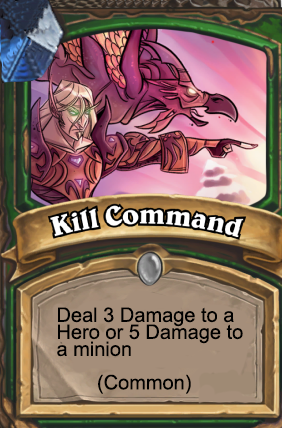 Kill Command
Deal 3 Damage to a
Hero or 5 Damage to
a minion
(Common)